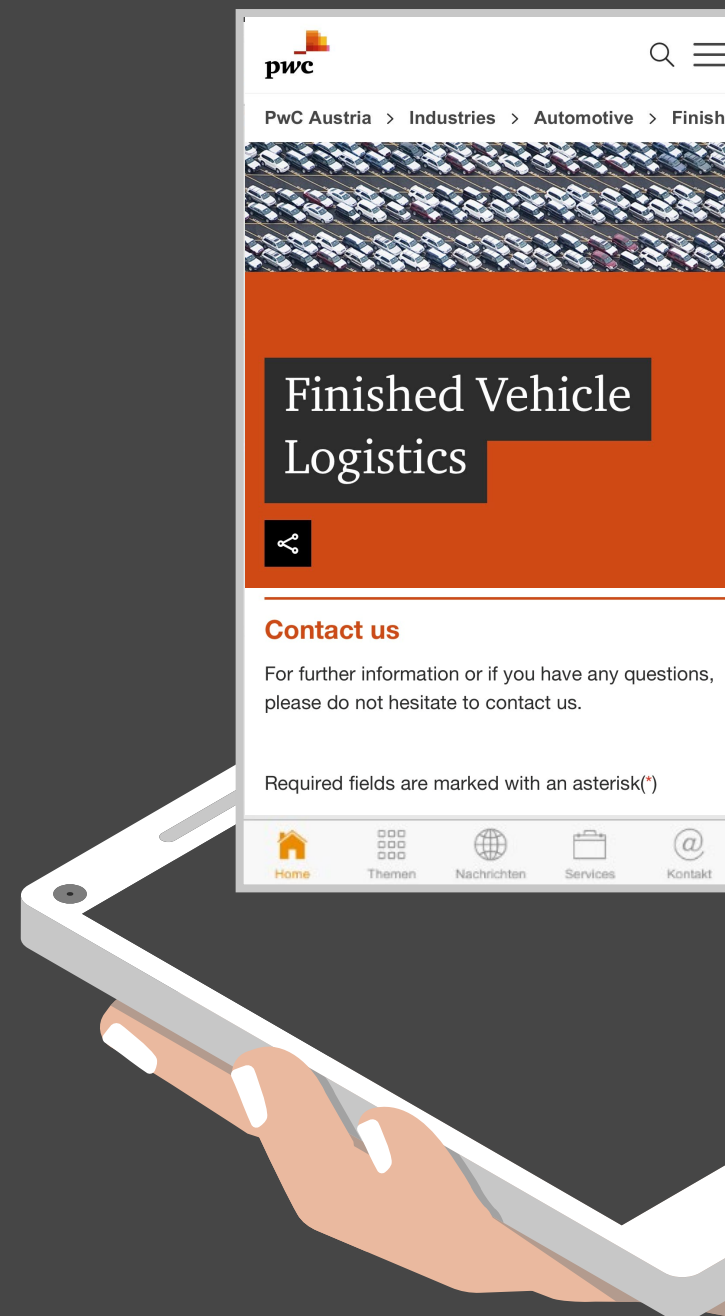 pwc
PwC Austria > Industries > Automotive > Finish
Finished Vehicle
Logistics
Contact us
For further information or if you have any questions,
please do not hesitate to contact us.
Required fields are marked with an asterisk(*)
Home Themen Nachrichten Services Kontakt